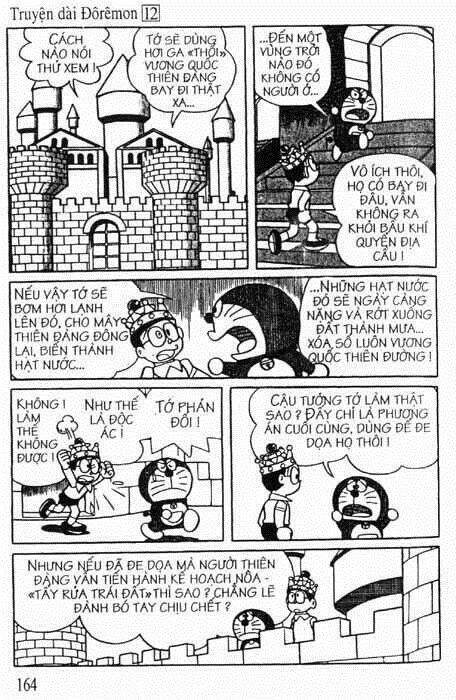 Truyện dài Đôrêmon 12
CÁCH
NÀO NÓI
THỬ XEM !
TỚ SẼ DÙNG
HƠI GA «THỔI»
VƯƠNG QUỐC
THIÊN ĐÀNG
BAY ĐI THẬT
XA...
...ĐẾN MỘT
VÙNG TRỜI
NÀO ĐÓ
KHÔNG CÓ
NGƯỜI Ở...
VÔ ÍCH THÔI,
HỌ CÓ BAY ĐI
ĐÂU, VẪN
KHÔNG RA
KHỎI BẦU KHÍ
QUYỂN ĐỊA
CẦU !
NẾU VẬY TỚ SẼ
BƠM HƠI LẠNH
LÊN ĐÓ, CHO MÂY
THIÊN ĐÀNG ĐÔNG
LẠI, BIẾN THÀNH
HẠT NƯỚC...
...NHỮNG HẠT NƯỚC
ĐÓ SẼ NGÀY CÀNG
NẶNG VÀ RỚT XUỐNG
ĐẤT THÀNH MƯA...
XÓA SỔ LUÔN VƯƠNG
QUỐC THIÊN ĐƯỜNG !
KHÔNG !
LÀM
THẾ
KHÔNG
ĐƯỢC !
NHƯ THẾ
LÀ ĐỘC
ÁC !
TỚ PHẢN
ĐỐI !
CẬU TƯỞNG TỚ LÀM THẬT
SAO ? ĐÂY CHỈ LÀ PHƯƠNG
ÁN CUỐI CÙNG, DÙNG ĐỂ ĐE
DỌA HỌ THÔI !
NHƯNG NẾU ĐÃ ĐE DỌA MÀ NGƯỜI THIÊN
ĐÀNG VẪN TIẾN HÀNH KẾ HOẠCH NÔA -
«TẨY RỬA TRÁI ĐẤT» THÌ SAO ? CHẲNG LẼ
ĐÀNH BÓ TAY CHỊU CHẾT ?
164